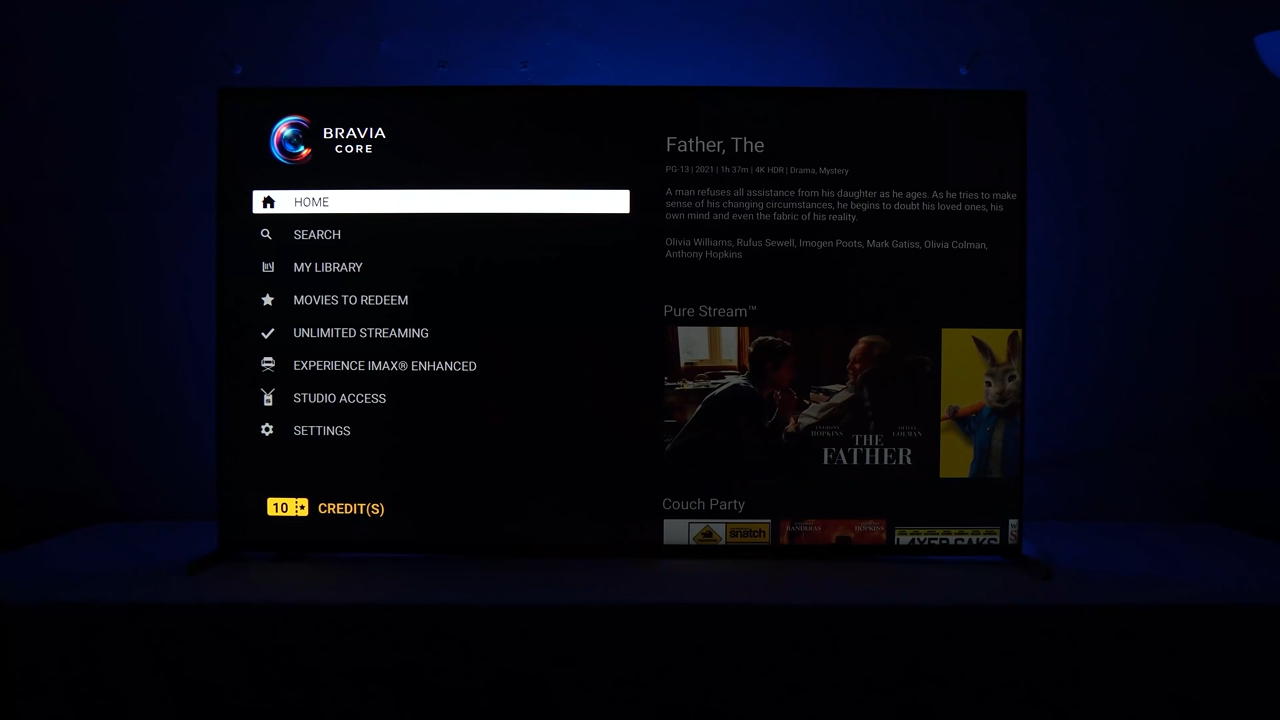 BRAVIA
CORE
HOME
SEARCH
MY LIBRARY
MOVIES TO REDEEM
UNLIMITED STREAMING
EXPERIENCE IMAX® ENHANCED
STUDIO ACCESS
SETTINGS
10 CREDIT(S)
Father, The
PG-13 | 2021 | 1h 37m | 4K HDR | Drama, Mystery
A man refuses all assistance from his daughter as he ages. As he tries to make
sense of his changing circumstances, he begins to doubt his loved ones, his
own mind and even the fabric of his reality.
Olivia Williams, Rufus Sewell, Imogen Poots, Mark Gatiss, Olivia Colman,
Anthony Hopkins
Pure Stream™
ANTHONY OLIVIA
HOPKINS COLMAN
THE
FATHER
Couch Party
snatch
BANDERAS HOPKINS
LAYER CAKE